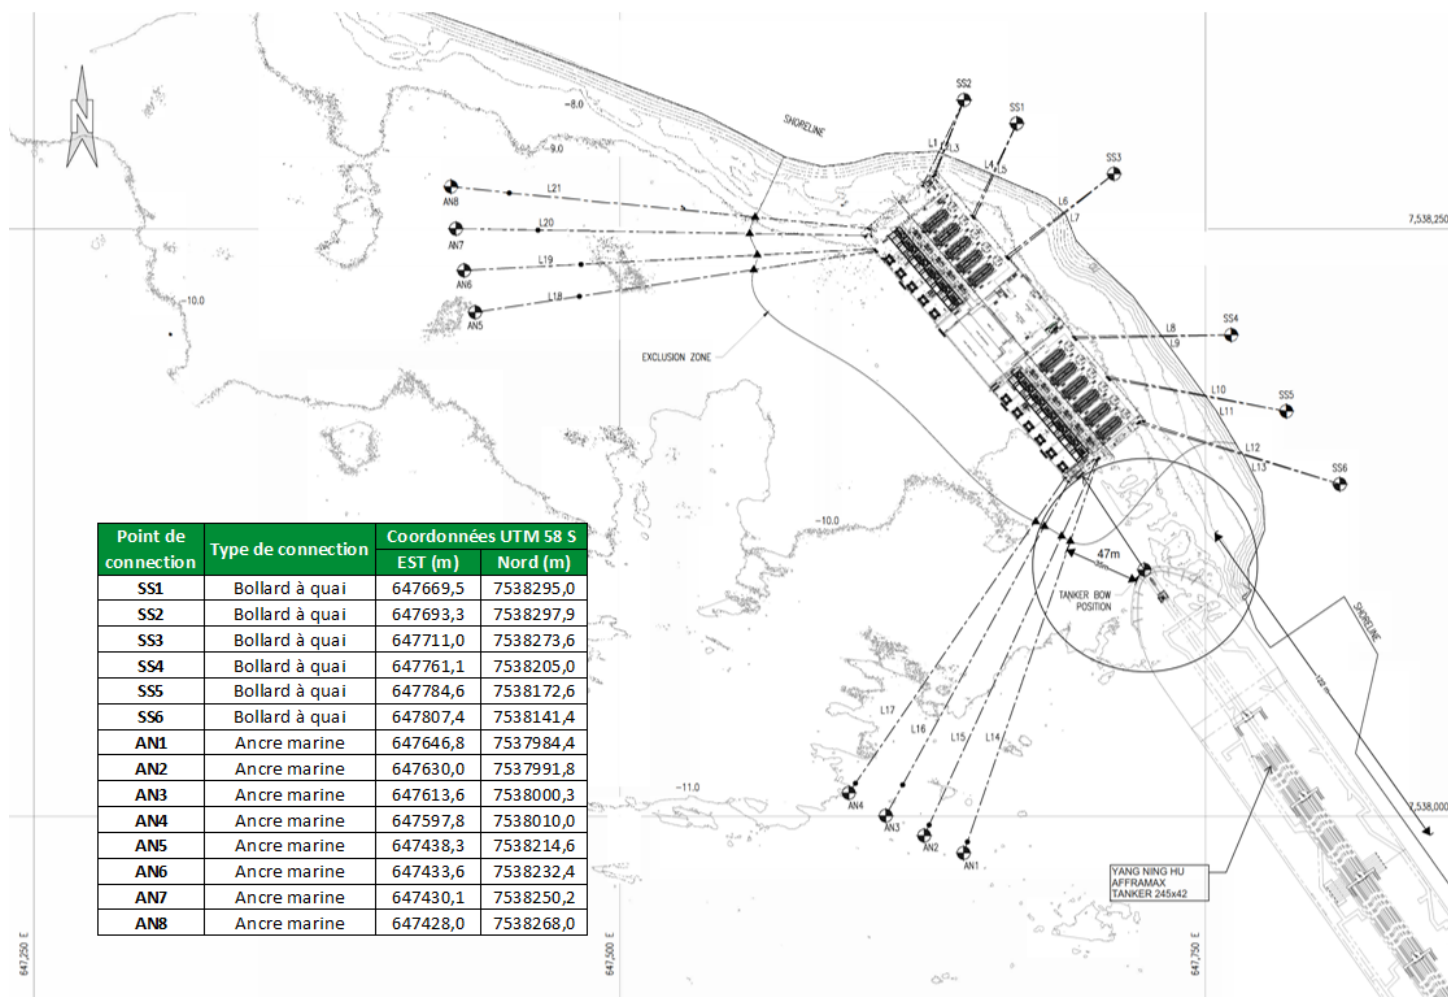 N
-8.0
SHORELINE
-9.0
SS2
SS1
L1
L3
L4
L5
SS3
L6
L7
AN8
L21
AN7
L20
AN6
L19
AN5
L18
7,538,250
-10.0
EXCLUSION ZONE
L8
L9
SS4
L10
L11
SS5
L12
L13
SS6
-10.0
47m
TANKER BOW
POSITION
SHORELINE
122 m
Point de connection Type de connection Coordonnées UTM 58 S
EST (m) Nord (m)
SS1 Bollard à quai 647669,5 7538295,0
SS2 Bollard à quai 647693,3 7538297,9
SS3 Bollard à quai 647711,0 7538273,6
SS4 Bollard à quai 647761,1 7538205,0
SS5 Bollard à quai 647784,6 7538172,6
SS6 Bollard à quai 647807,4 7538141,4
AN1 Ancre marine 647646,8 7537984,4
AN2 Ancre marine 647630,0 7537991,8
AN3 Ancre marine 647613,6 7538000,3
AN4 Ancre marine 647597,8 7538010,0
AN5 Ancre marine 647438,3 7538214,6
AN6 Ancre marine 647433,6 7538232,4
AN7 Ancre marine 647430,1 7538250,2
AN8 Ancre marine 647428,0 7538268,0
L17
L16
L15
L14
-11.0
AN4
AN3
AN2
AN1
7,538,000
YANG NING HU
AFFRAMAX
TANKER 245x42
647,250 E
647,500 E
647,750 E